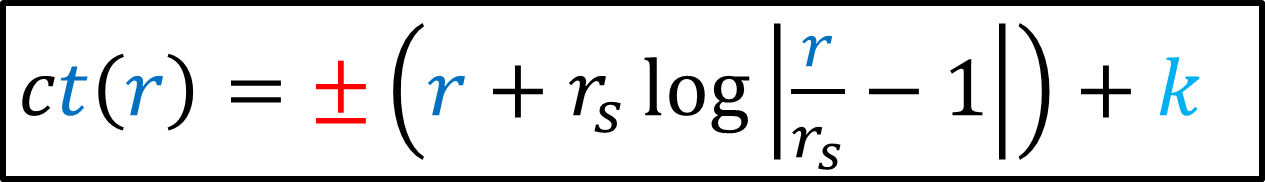 ct(r) = ± (r + r_s log |r/r_s − 1|) + k